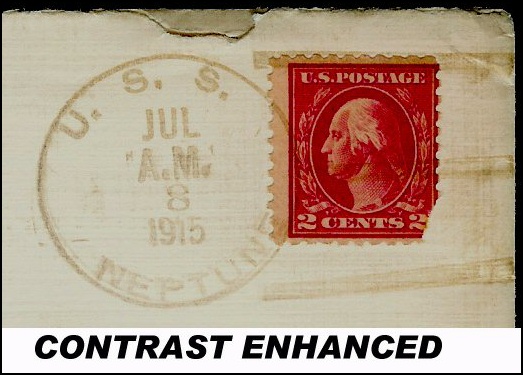 U. S. S.
JUL
A.M.
8
1915
NEPTUNE
U.S. POSTAGE
2 CENTS 2
CONTRAST ENHANCED